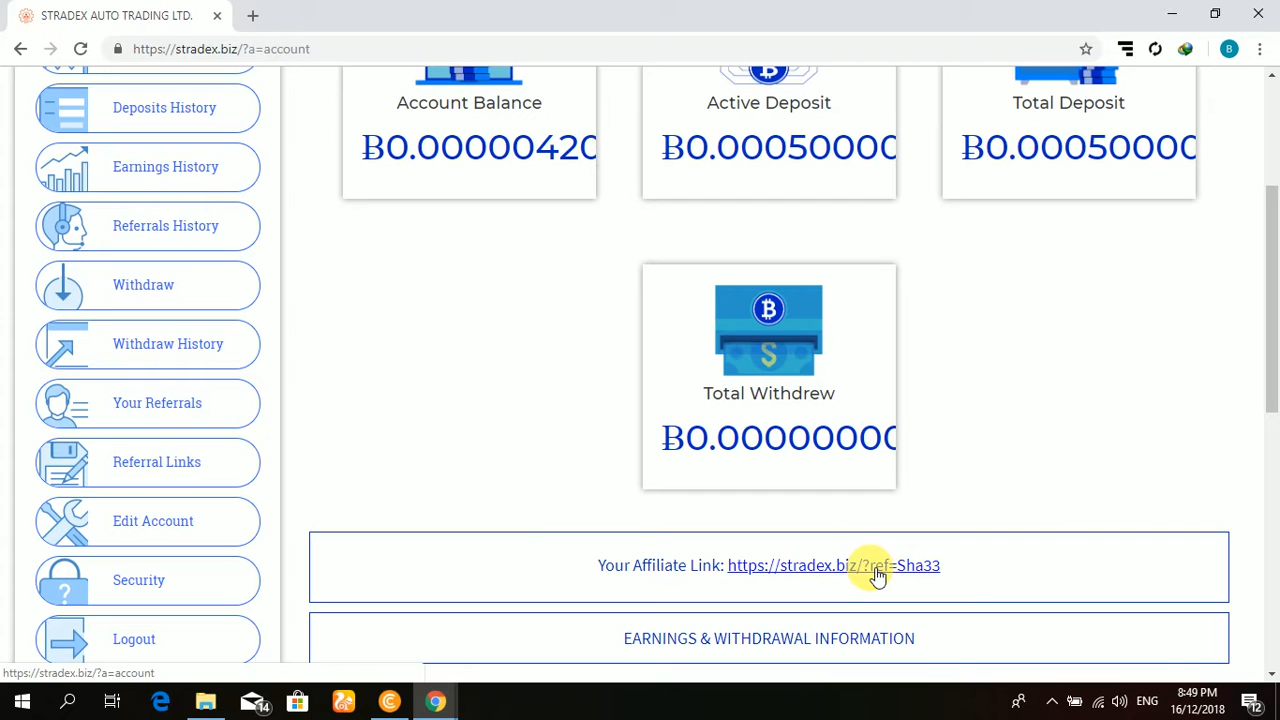 STRADEX AUTO TRADING LTD.
https://stradex.biz/?a=account
B
Deposits History
Earnings History
Referrals History
Withdraw
Withdraw History
Your Referrals
Referral Links
Edit Account
Security
Logout
Account Balance
Ƀ0.00000420
Active Deposit
Ƀ0.00050000
Total Deposit
Ƀ0.00050000
Total Withdrew
Ƀ0.00000000
Your Affiliate Link: https://stradex.biz/?ref=Sha33
EARNINGS & WITHDRAWAL INFORMATION
https://stradex.biz/?a=account
14
ENG
8:49 PM
16/12/2018
12